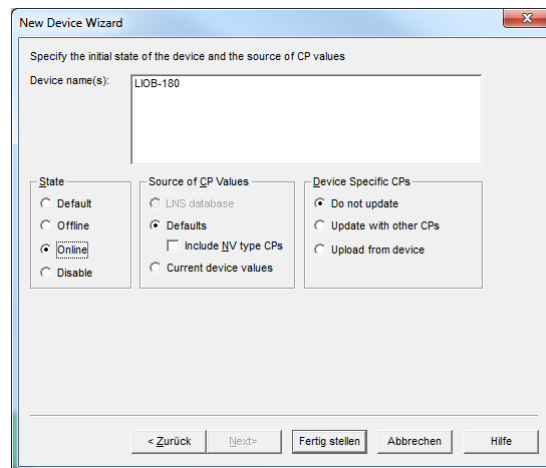 New Device Wizard
Specify the initial state of the device and the source of CP values
Device name(s):
LIOB-180
State
Default
Offline
Online
Disable
Source of CP Values
LNS database
Defaults
Include NV type CPs
Current device values
Device Specific CPs
Do not update
Update with other CPs
Upload from device
< Zurück
Next>
Fertig stellen
Abbrechen
Hilfe